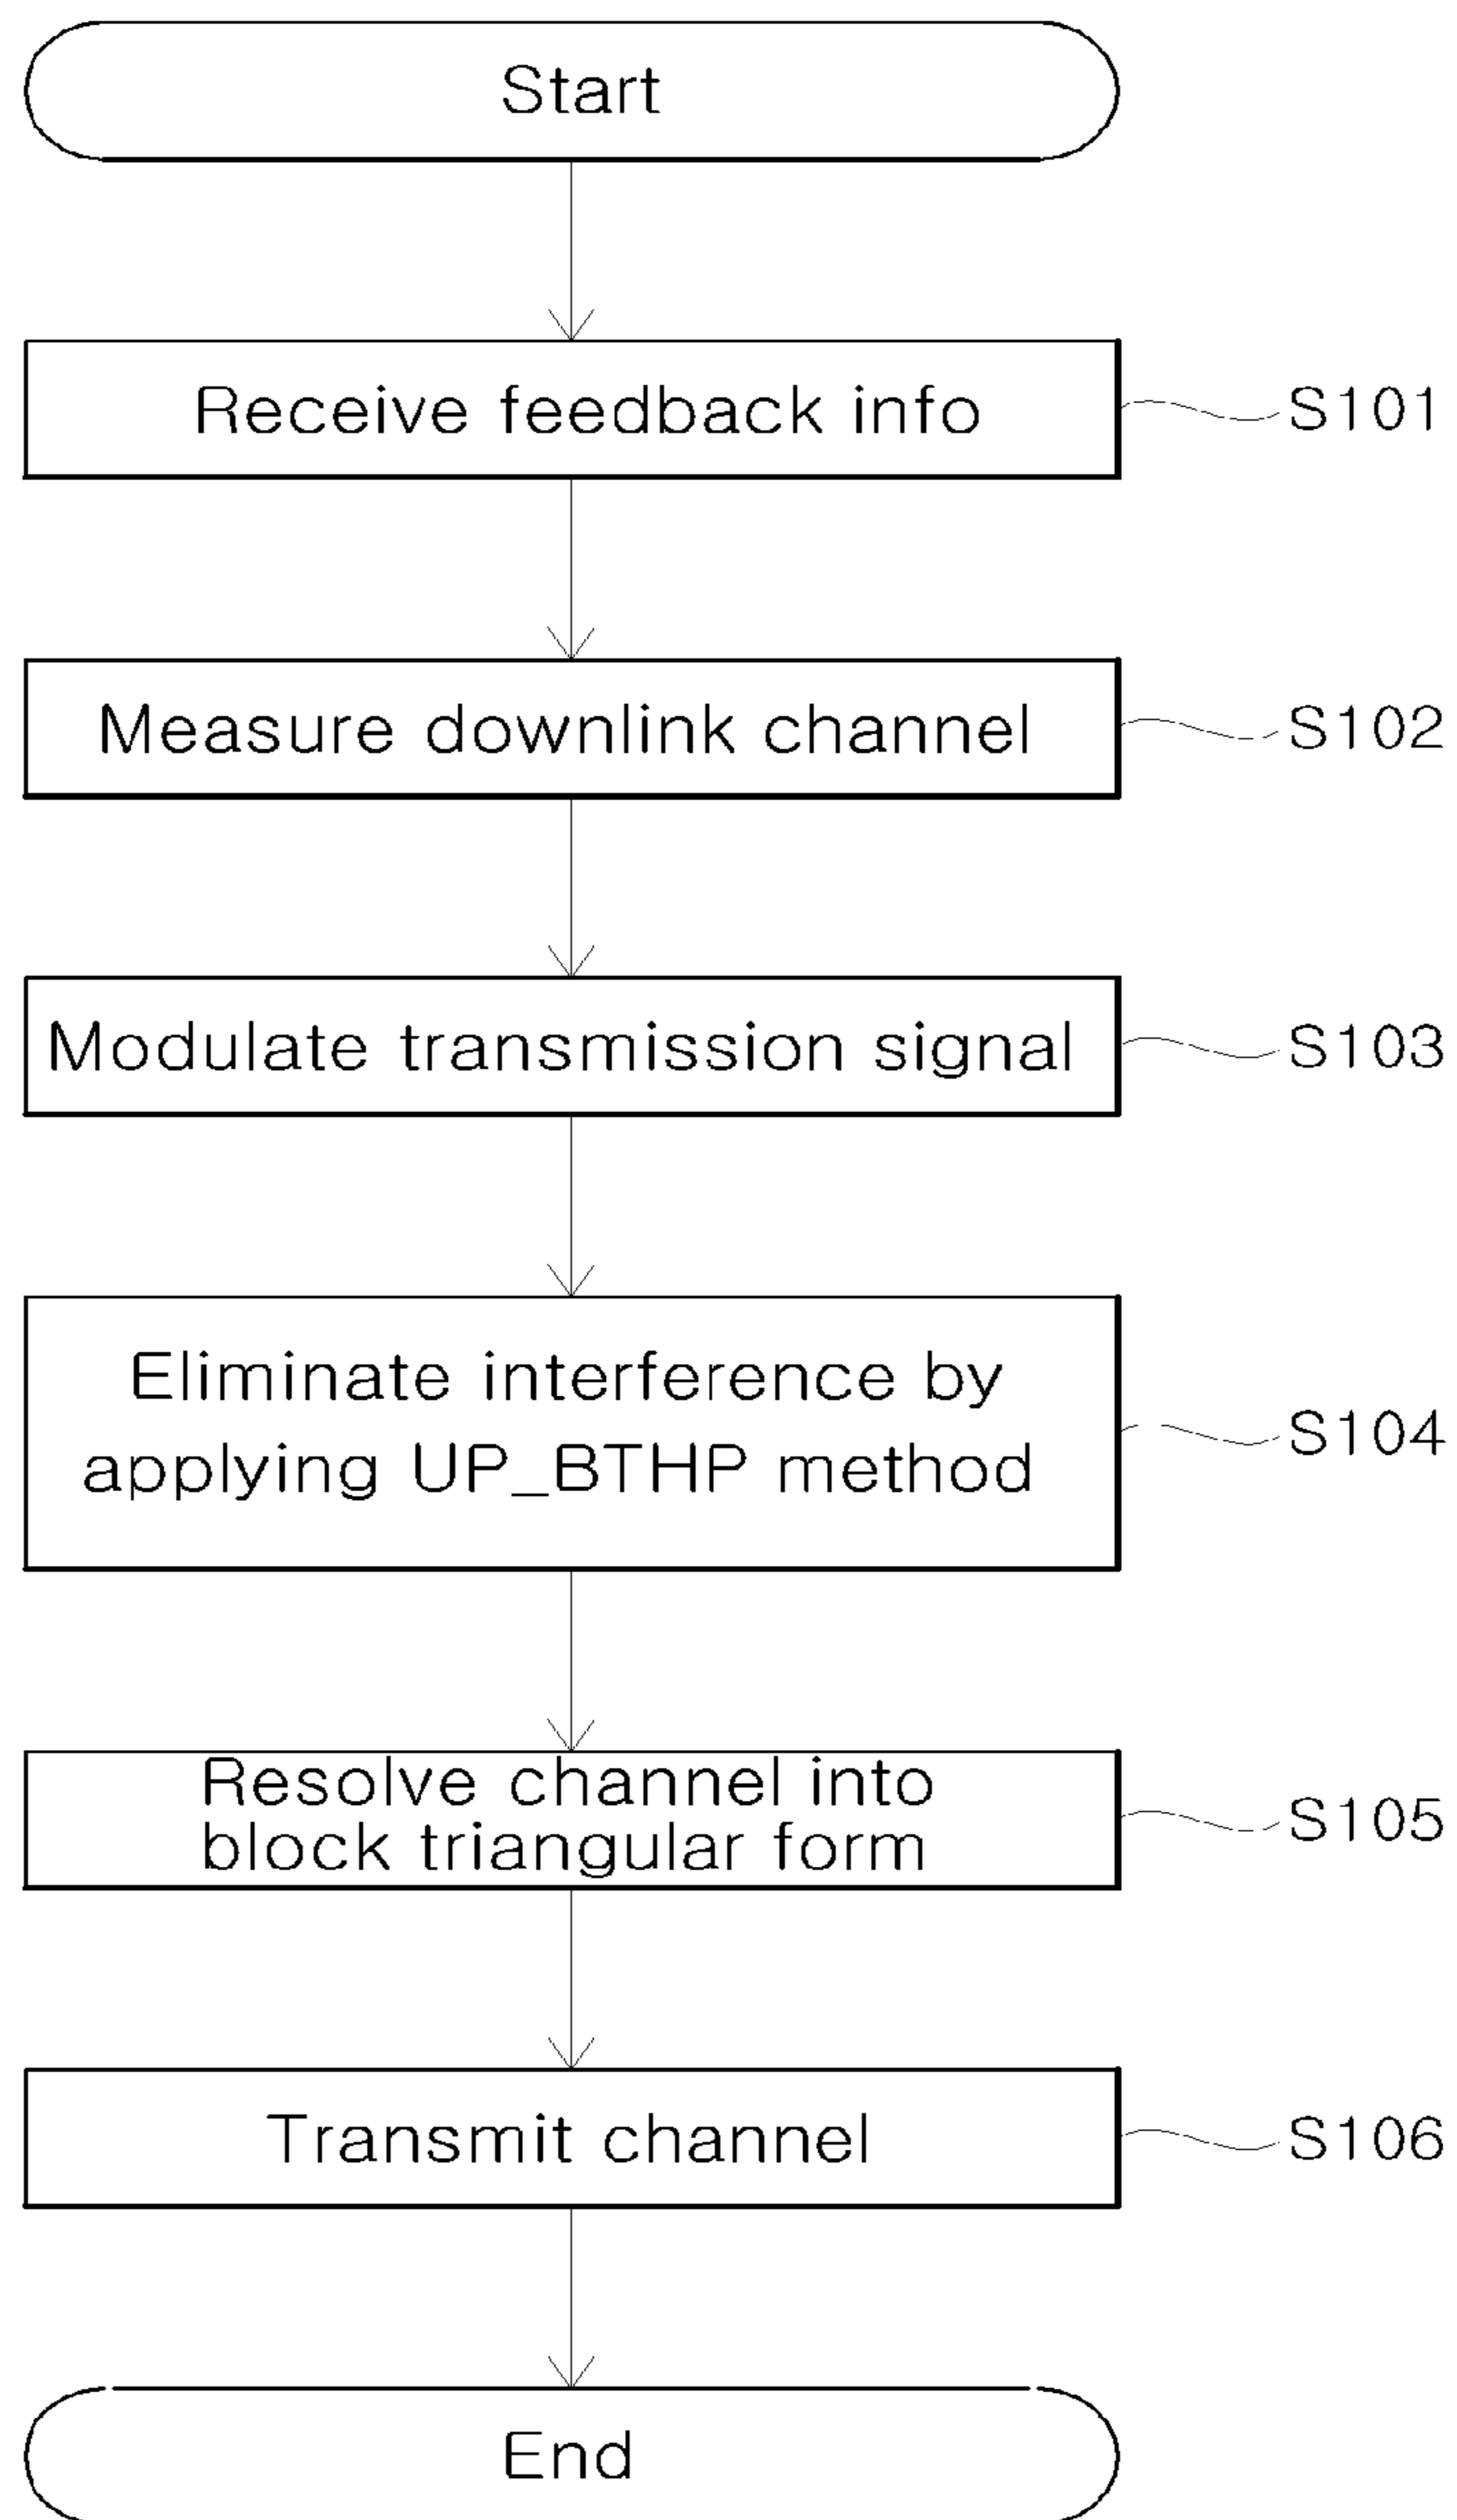 Start
Receive feedback info
S101
Measure downlink channel
S102
Modulate transmission signal
S103
Eliminate interference by
applying UP_BTHP method
S104
Resolve channel into
block triangular form
S105
Transmit channel
S106
End